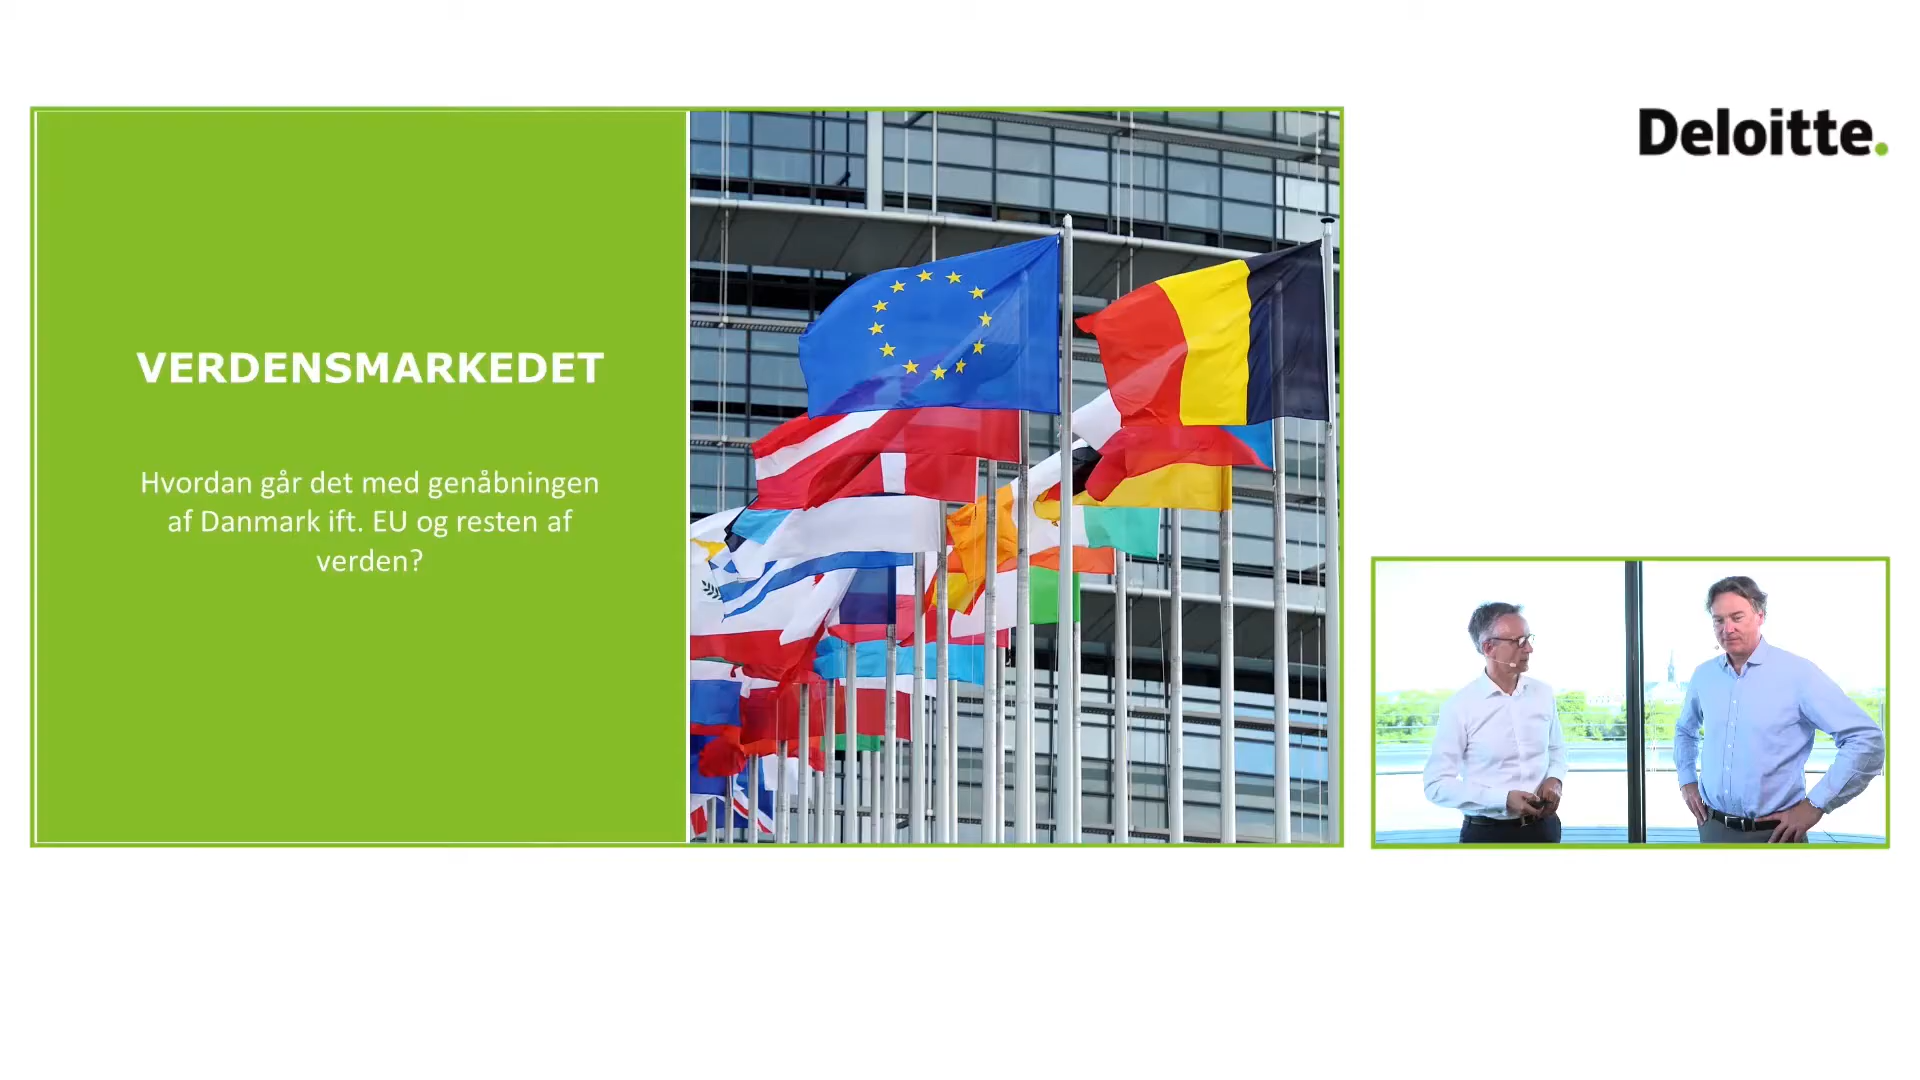 Deloitte.
VERDENSMARKEDET
Hvordan går det med genåbningen
af Danmark ift. EU og resten af
verden?